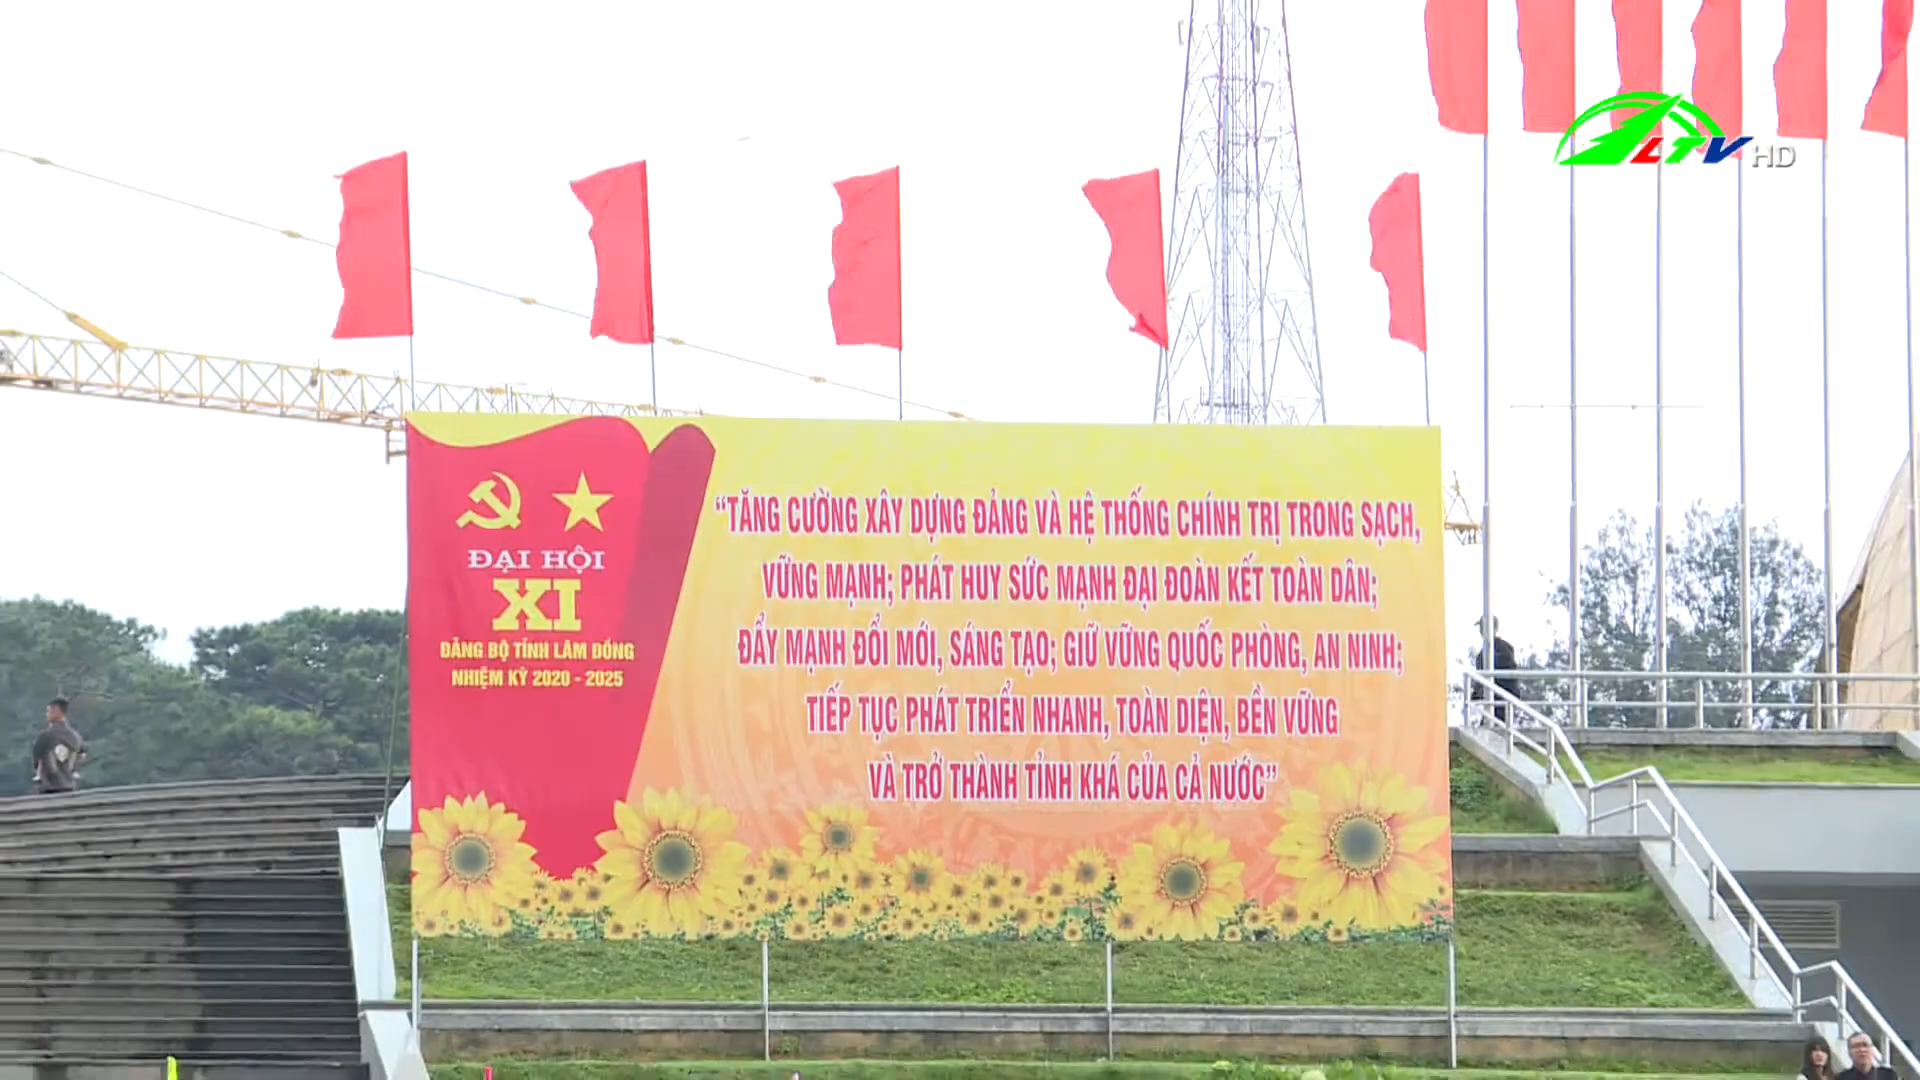 LTV HD
ĐẠI HỘI
XI
ĐẢNG BỘ TỈNH LÂM ĐỒNG
NHIỆM KỲ 2020 - 2025
“TĂNG CƯỜNG XÂY DỰNG ĐẢNG VÀ HỆ THỐNG CHÍNH TRỊ TRONG SẠCH,
VỮNG MẠNH; PHÁT HUY SỨC MẠNH ĐẠI ĐOÀN KẾT TOÀN DÂN;
ĐẨY MẠNH ĐỔI MỚI, SÁNG TẠO; GIỮ VỮNG QUỐC PHÒNG, AN NINH;
TIẾP TỤC PHÁT TRIỂN NHANH, TOÀN DIỆN, BỀN VỮNG
VÀ TRỞ THÀNH TỈNH KHÁ CỦA CẢ NƯỚC”